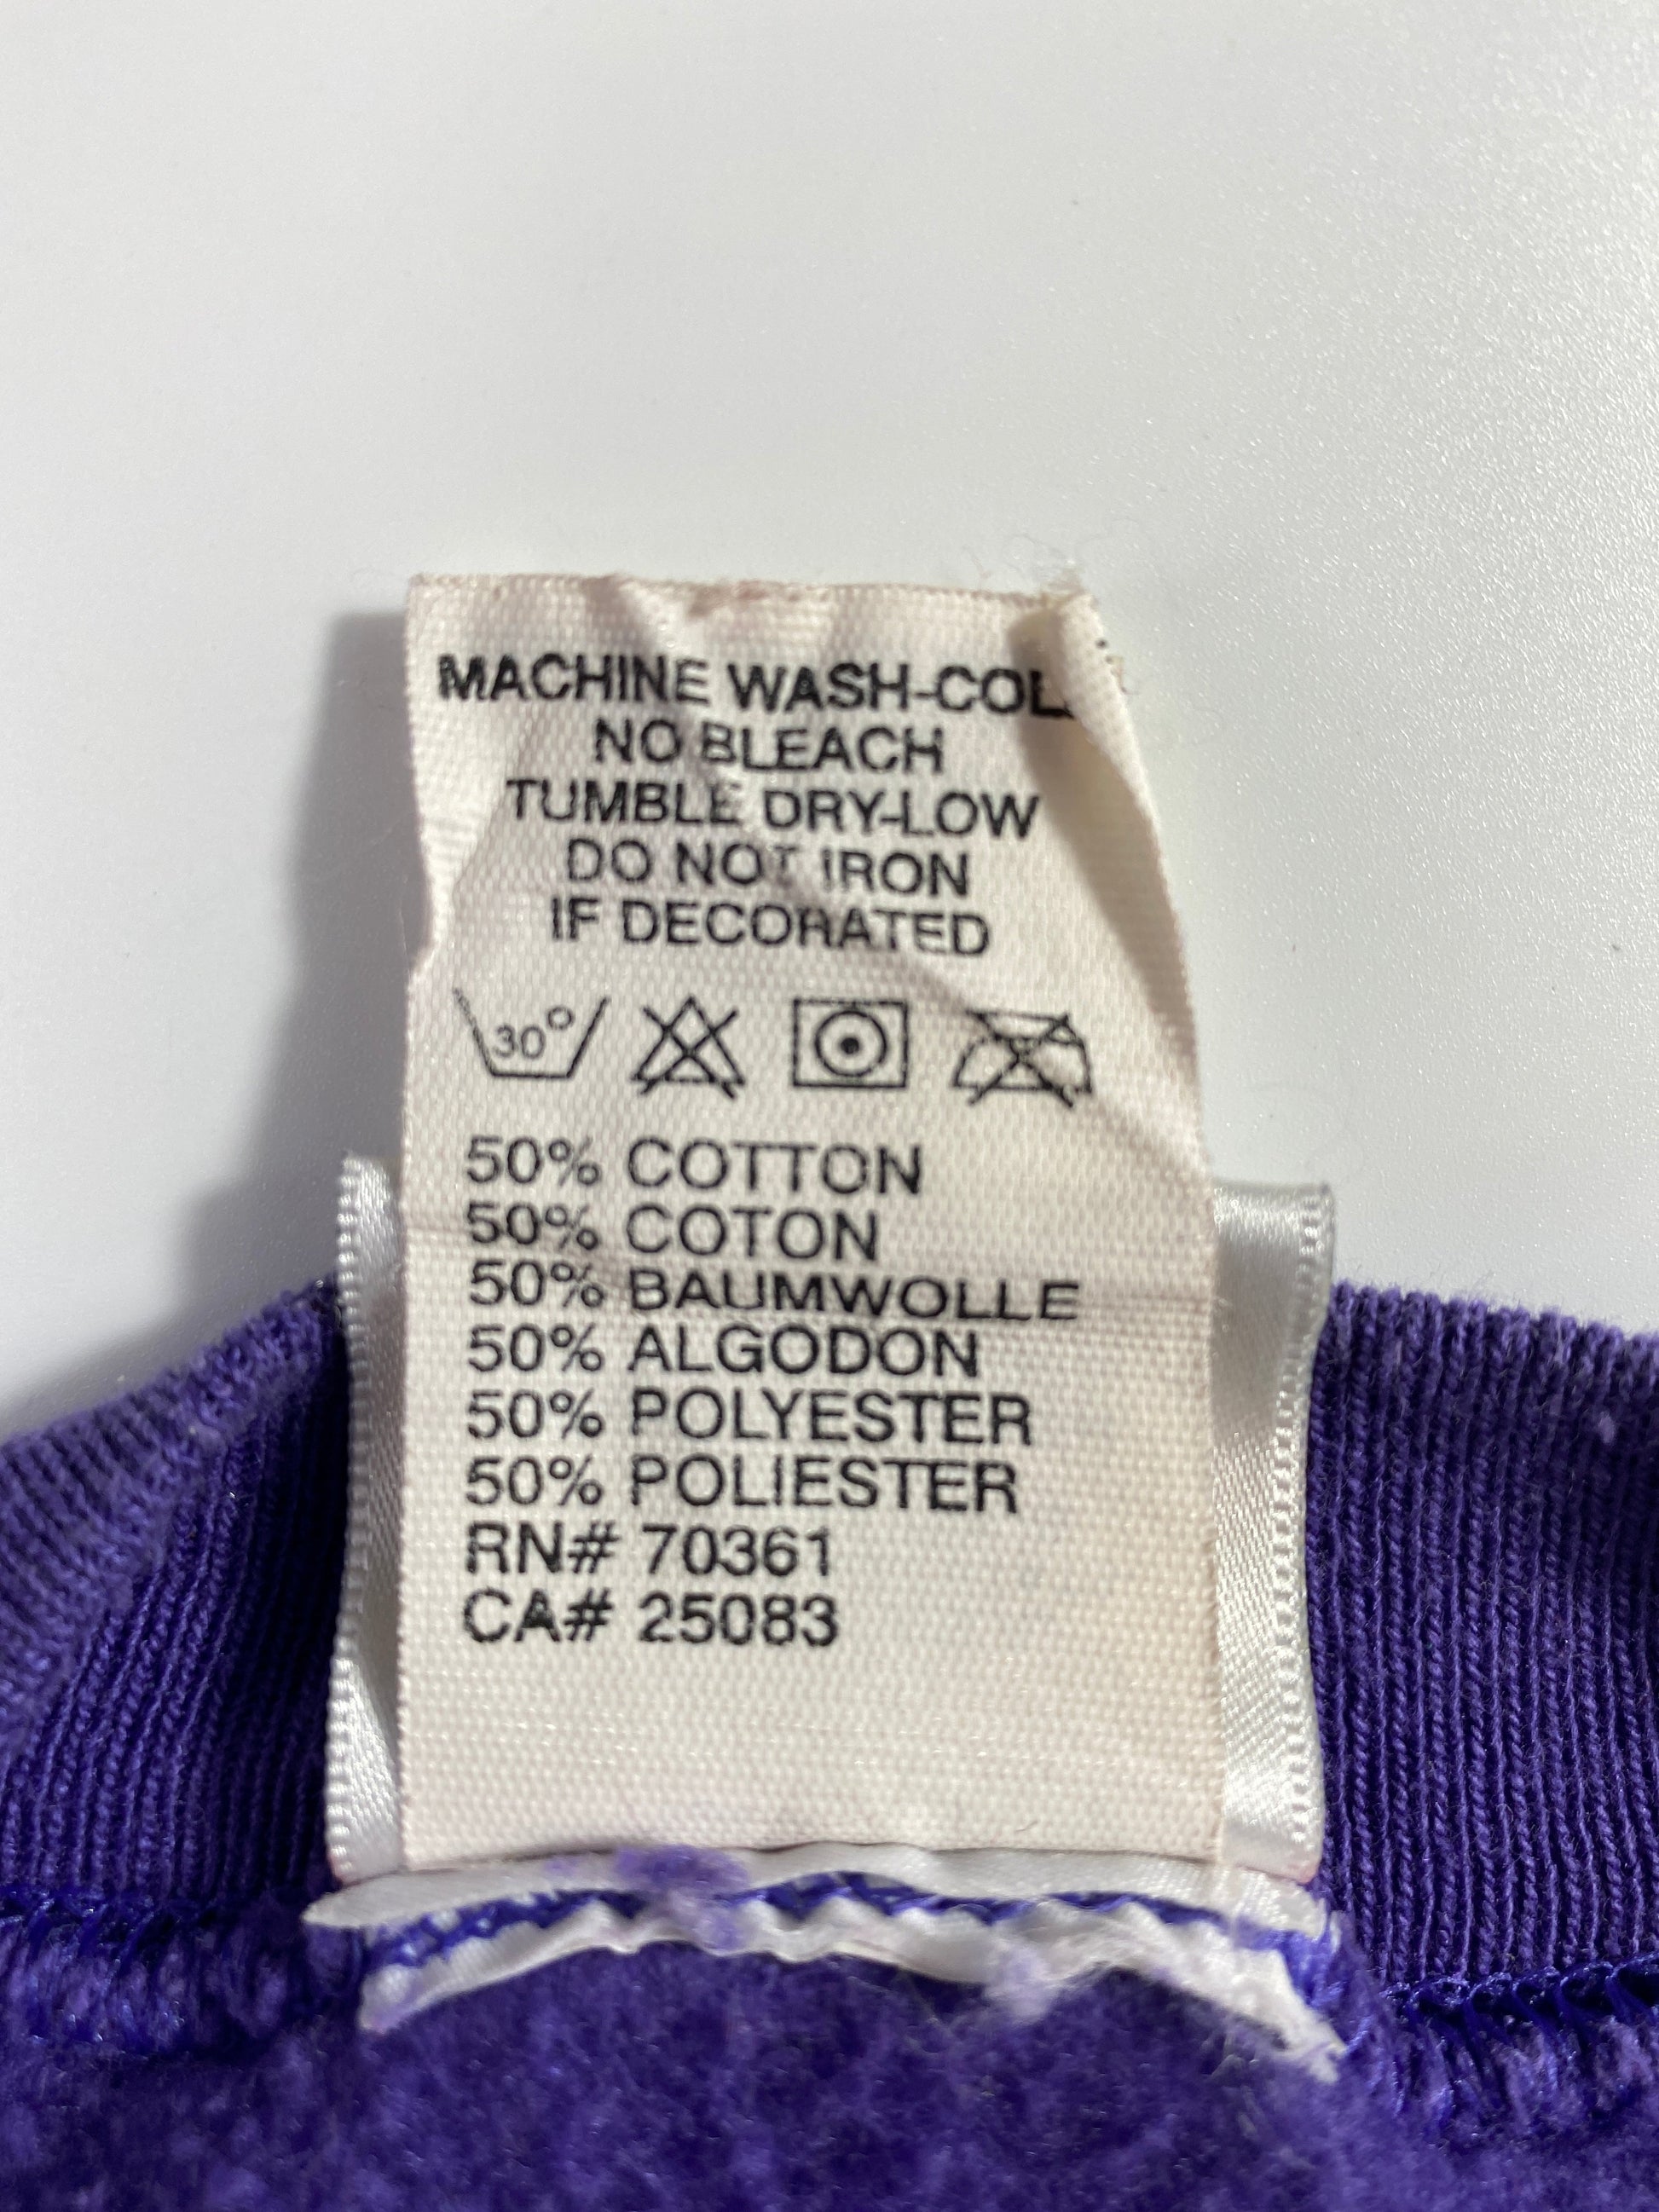 MACHINE WASH-COL
NO BLEACH
TUMBLE DRY-LOW
DO NOT IRON
IF DECORATED
30°
50% COTTON
50% COTON
50% BAUMWOLLE
50% ALGODON
50% POLYESTER
50% POLIESTER
RN# 70361
CA# 25083